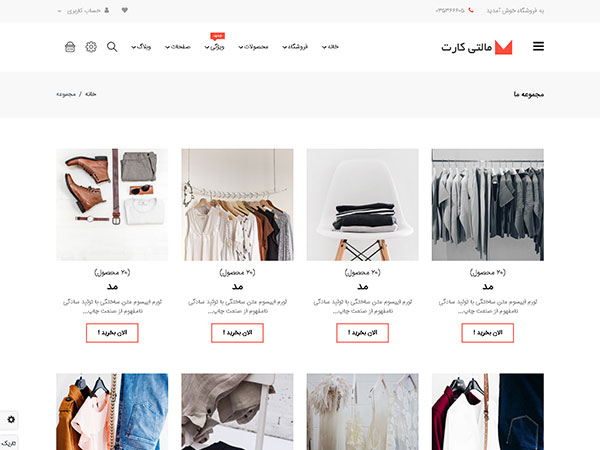 به فروشگاه خوش آمدید
۰۳۵۳۶۶۶۰۵
حساب کاربری
مالتی کارت
خانه
فروشگاه
محصولات
ویژگی
جدید
صفحات
وبلاگ
مجموعه ما
خانه / مجموعه
(۲۰ محصول)
مد
لورم ایپسوم متن ساختگی با تولید سادگی
نامفهوم از صنعت چاپ...
الان بخرید !
(۲۰ محصول)
مد
لورم ایپسوم متن ساختگی با تولید سادگی
نامفهوم از صنعت چاپ...
الان بخرید !
(۲۰ محصول)
مد
لورم ایپسوم متن ساختگی با تولید سادگی
نامفهوم از صنعت چاپ...
الان بخرید !
(۲۰ محصول)
مد
لورم ایپسوم متن ساختگی با تولید سادگی
نامفهوم از صنعت چاپ...
الان بخرید !
تاریک